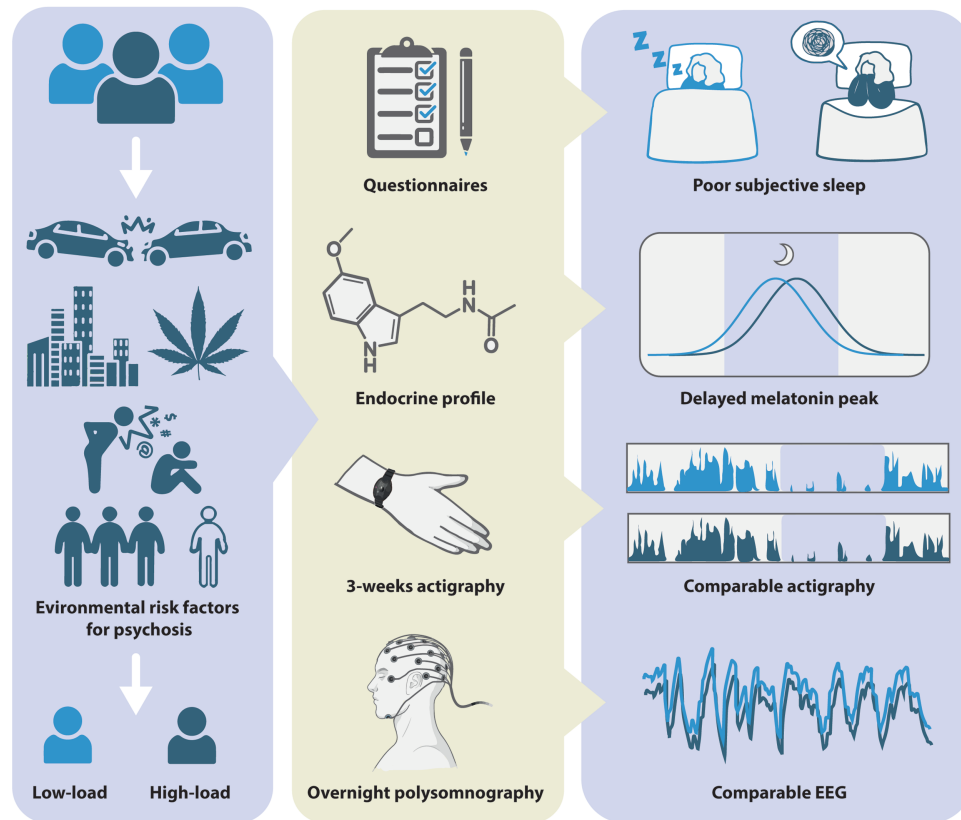 Evironmental risk factors
for psychosis
Low-load
High-load
Questionnaires
O
N
H
H
N
O
Endocrine profile
3-weeks actigraphy
Overnight polysomnography
Z
Z
Z
Poor subjective sleep
Delayed melatonin peak
Comparable actigraphy
Comparable EEG
* $
#
@